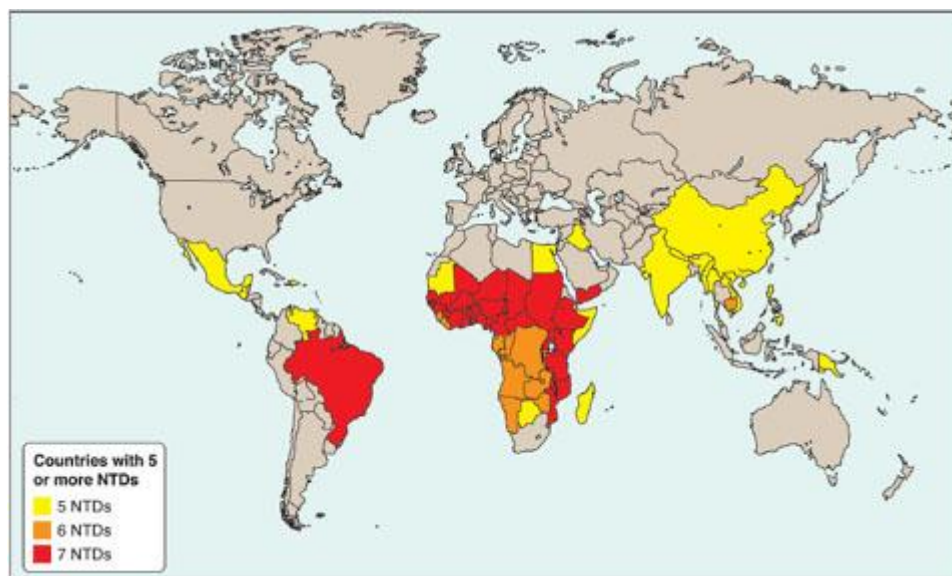 Countries with 5
or more NTDs
5 NTDs
6 NTDs
7 NTDs